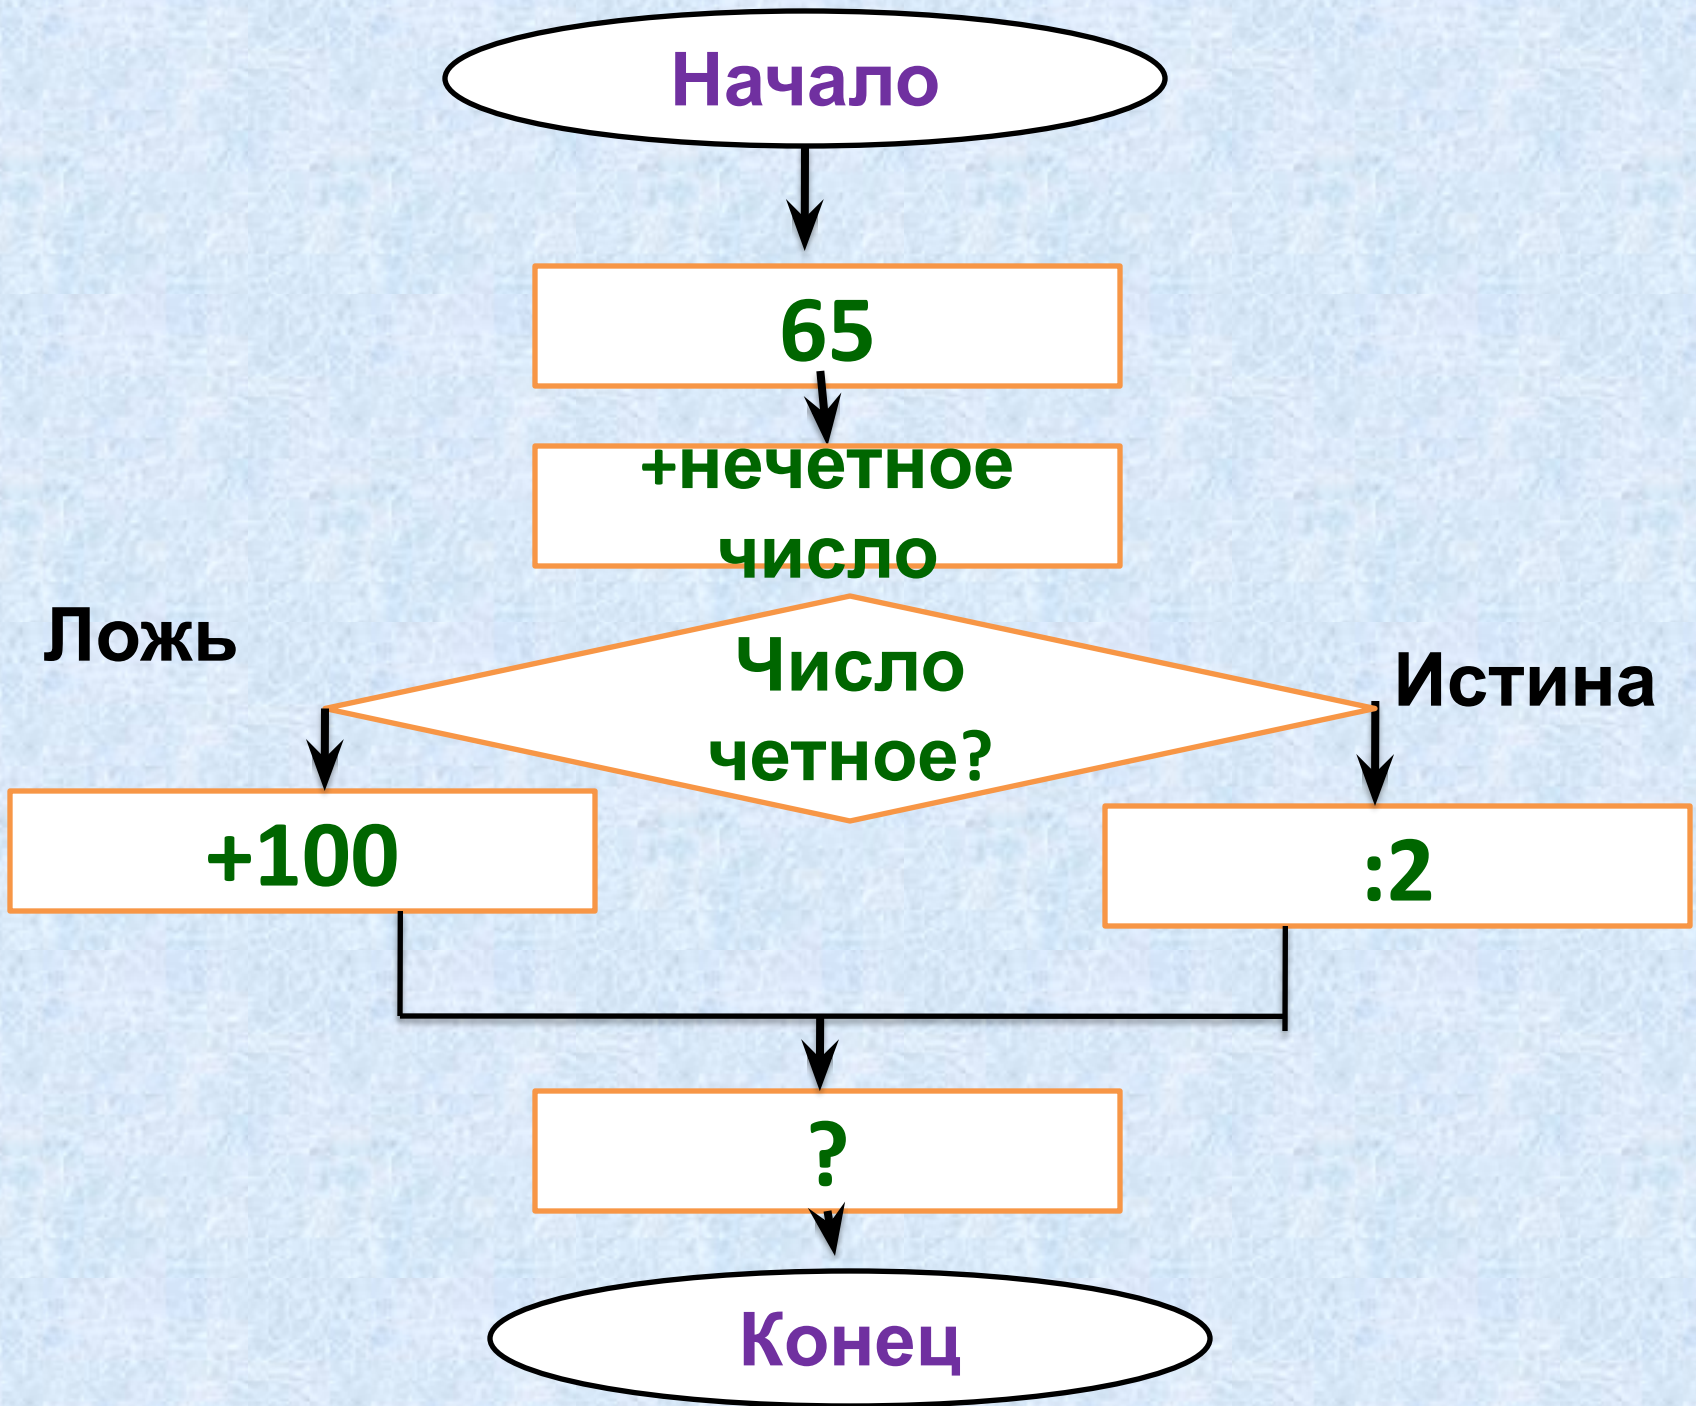 Начало
65
+нечетное
число
Ложь
Число
четное?
Истина
+100
:2
?
Конец